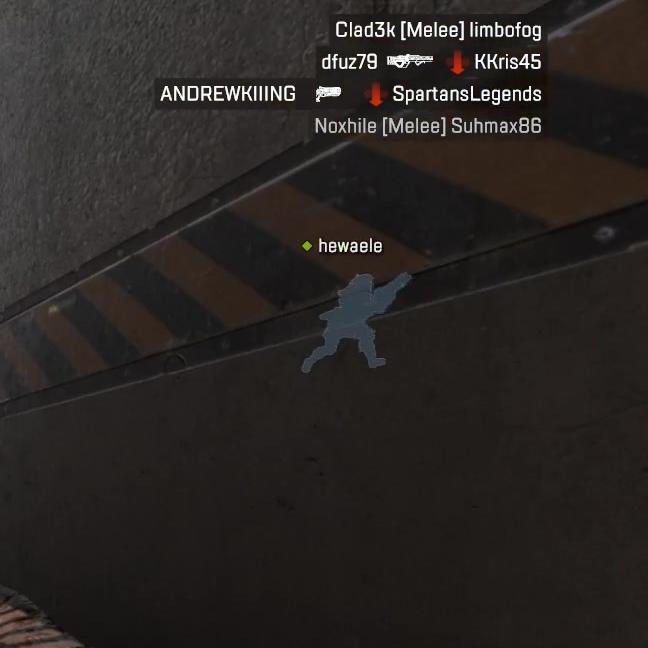 Clad3k [Melee] limbofog
dfuz79 KKris45
ANDREWKIIING SpartansLegends
Noxhile [Melee] Suhmax86
hewaele